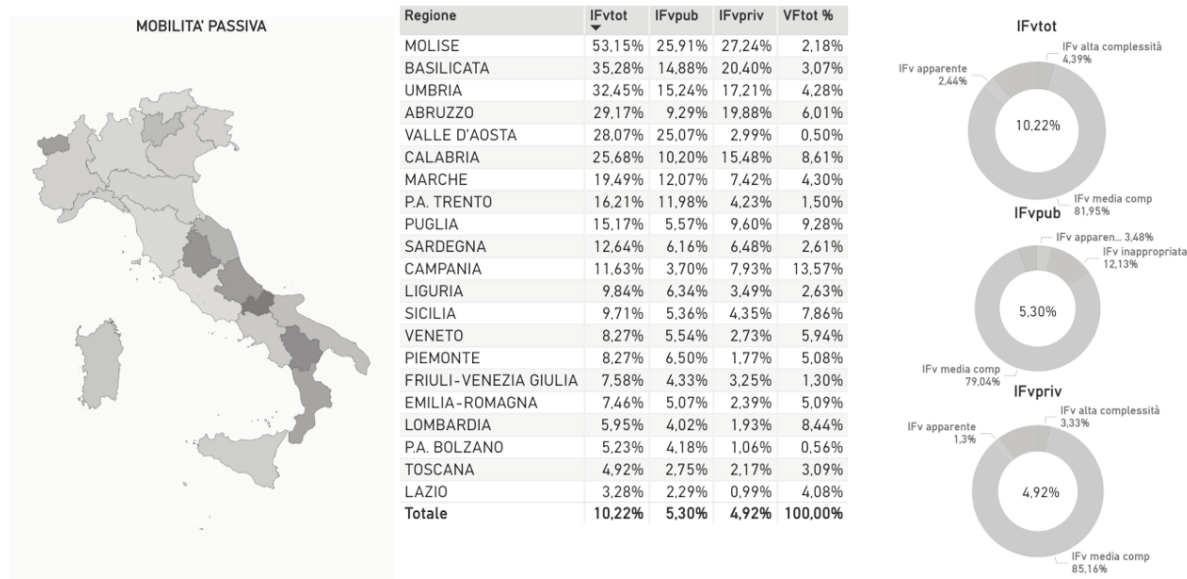 MOBILITA' PASSIVA
Regione IFvtot IFvpub IFvpriv VFtot %
MOLISE 53,15% 25,91% 27,24% 2,18%
BASILICATA 35,28% 14,88% 20,40% 3,07%
UMBRIA 32,45% 15,24% 17,21% 4,28%
ABRUZZO 29,17% 9,29% 19,88% 6,01%
VALLE D'AOSTA 28,07% 25,07% 2,99% 0,50%
CALABRIA 25,68% 10,20% 15,48% 8,61%
MARCHE 19,49% 12,07% 7,42% 4,30%
P.A. TRENTO 16,21% 11,98% 4,23% 1,50%
PUGLIA 15,17% 5,57% 9,60% 9,28%
SARDEGNA 12,64% 6,16% 6,48% 2,61%
CAMPANIA 11,63% 3,70% 7,93% 13,57%
LIGURIA 9,84% 6,34% 3,49% 2,63%
SICILIA 9,71% 5,36% 4,35% 7,86%
VENETO 8,27% 5,54% 2,73% 5,94%
PIEMONTE 8,27% 6,50% 1,77% 5,08%
FRIULI-VENEZIA GIULIA 7,58% 4,33% 3,25% 1,30%
EMILIA-ROMAGNA 7,46% 5,07% 2,39% 5,09%
LOMBARDIA 5,95% 4,02% 1,93% 8,44%
P.A. BOLZANO 5,23% 4,18% 1,06% 0,56%
TOSCANA 4,92% 2,75% 2,17% 3,09%
LAZIO 3,28% 2,29% 0,99% 4,08%
Totale 10,22% 5,30% 4,92% 100,00%
IFvtot
IFv alta complessità
4,39%
IFv apparente
2,44%
10,22%
IFv media comp
81,95%
IFvpub
IFv apparen... 3,48%
IFv inappropriata
12,13%
5,30%
IFv media comp
79,04%
IFvpriv
IFv alta complessità
3,33%
IFv apparente
1,3%
4,92%
IFv media comp
85,16%